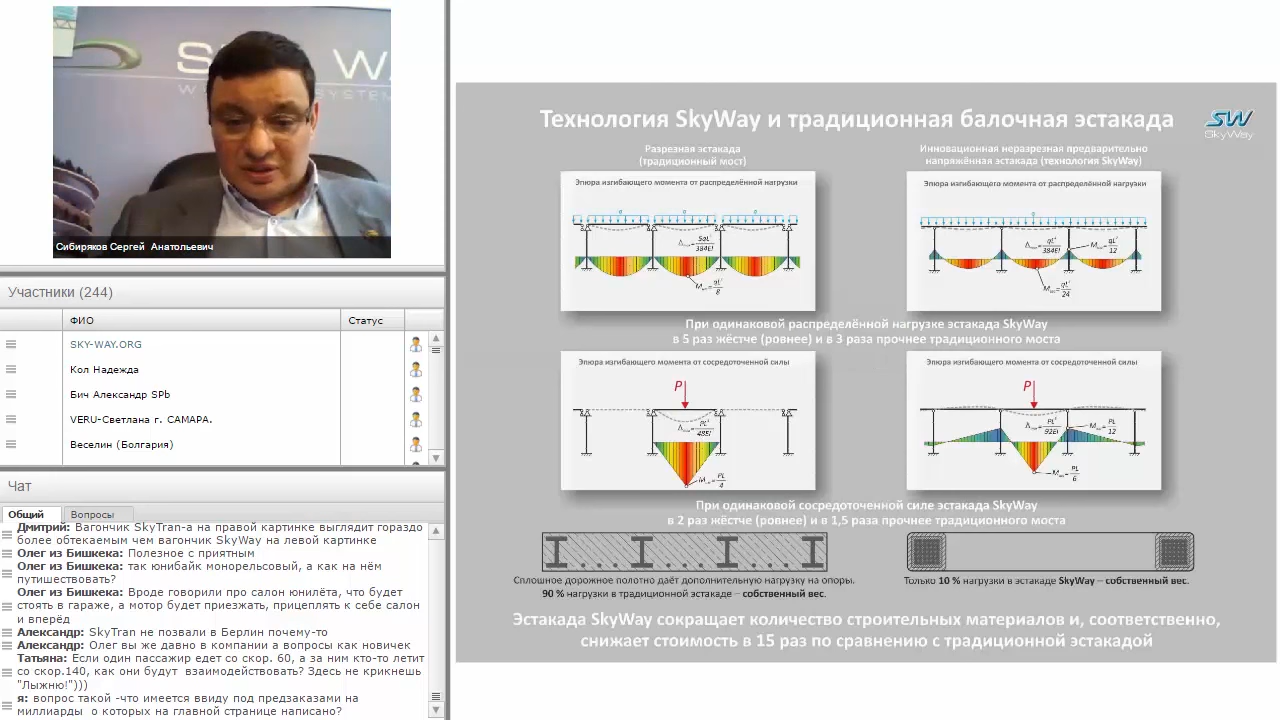 SKY WA
W SYSTEM
Сибиряков Сергей Анатольевич
Участники (244)
ФИО
Статус
SKY-WAY.ORG
Кол Надежда
Бич Александр SPb
VERU-Светлана г. САМАРА.
Веселин (Болгария)
Чат
Общий
Вопросы
Дмитрий: Вагончик SkyTran-а на правой картинке выглядит гораздо
более обтекаемым чем вагончик SkyWay на левой картинке
Олег из Бишкека: Полезное с приятным
Олег из Бишкека: так юнибайк монорельсовый, а как на нём
путишествовать?
Олег из Бишкека: Вроде говорили про салон юнилёта, что будет
стоять в гараже, а мотор будет приезжать, прицеплять к себе салон
и вперёд
Александр: SkyTran не позвали в Берлин почему-то
Александр: Олег вы же давно в компании а вопросы как новичек
Татьяна: Если один пассажир едет со скор. 60, а за ним кто-то летит
со скор.140, как они будут взаимодействовать? Здесь не крикнешь
"Лыжню!")))
я: вопрос такой -что имеется ввиду под предзаказами на
миллиарды о которых на главной странице написано?
Технология SkyWay и традиционная балочная эстакада
SW
SkyWay
Разрезная эстакада
(традиционный мост)
Инновационная неразрезная предварительно
напряжённая эстакада (технология SkyWay)
Эпюра изгибающего момента от распределённой нагрузки
Эпюра изгибающего момента от распределённой нагрузки
При одинаковой распределённой нагрузке эстакада SkyWay
в 5 раз жёстче (ровнее) и в 3 раза прочнее традиционного моста
Эпюра изгибающего момента от сосредоточенной силы
P
Эпюра изгибающего момента от сосредоточенной силы
P
При одинаковой сосредоточенной силе эстакада SkyWay
в 2 раз жёстче (ровнее) и в 1,5 раза прочнее традиционного моста
Сплошное дорожное полотно даёт дополнительную нагрузку на опоры.
90 % нагрузки в традиционной эстакаде – собственный вес.
Только 10 % нагрузки в эстакаде SkyWay – собственный вес.
Эстакада SkyWay сокращает количество строительных материалов и, соответственно,
снижает стоимость в 15 раз по сравнению с традиционной эстакадой